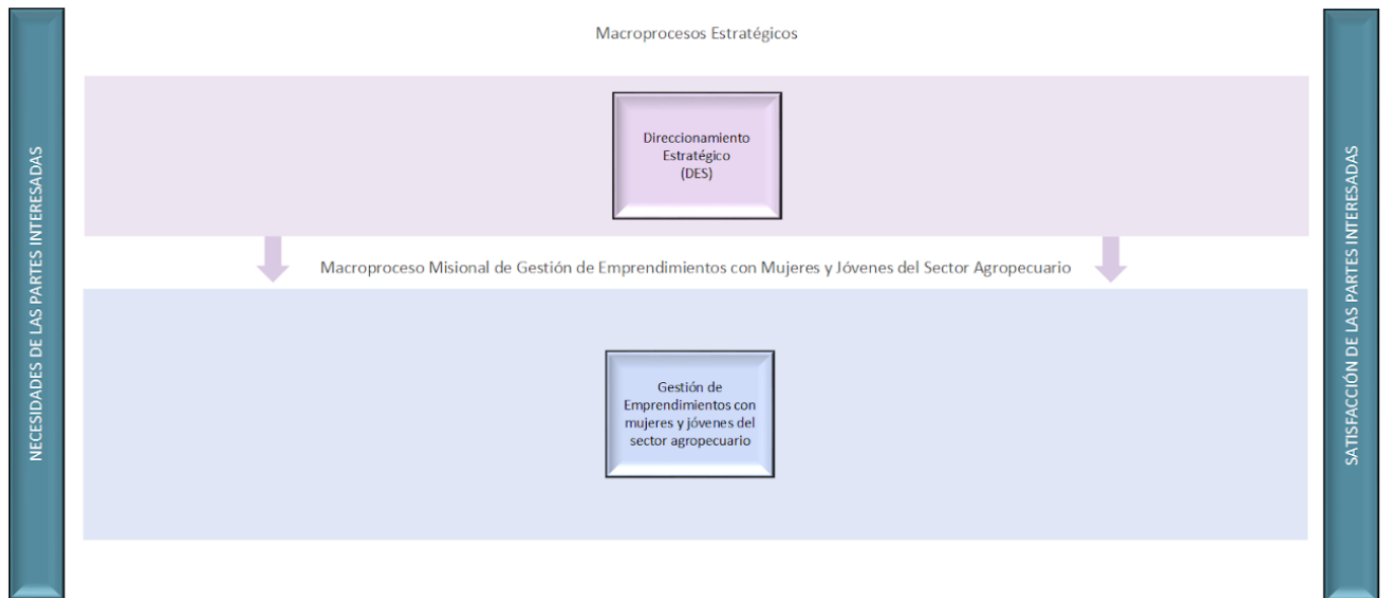 NECESIDADES DE LAS PARTES INTERESADAS
Macroprocesos Estratégicos
Direccionamiento
Estratégico
(DES)
Macroproceso Misional de Gestión de Emprendimientos con Mujeres y Jóvenes del Sector Agropecuario
Gestión de
Emprendimientos con
mujeres y jóvenes del
sector agropecuario
SATISFACCIÓN DE LAS PARTES INTERESADAS